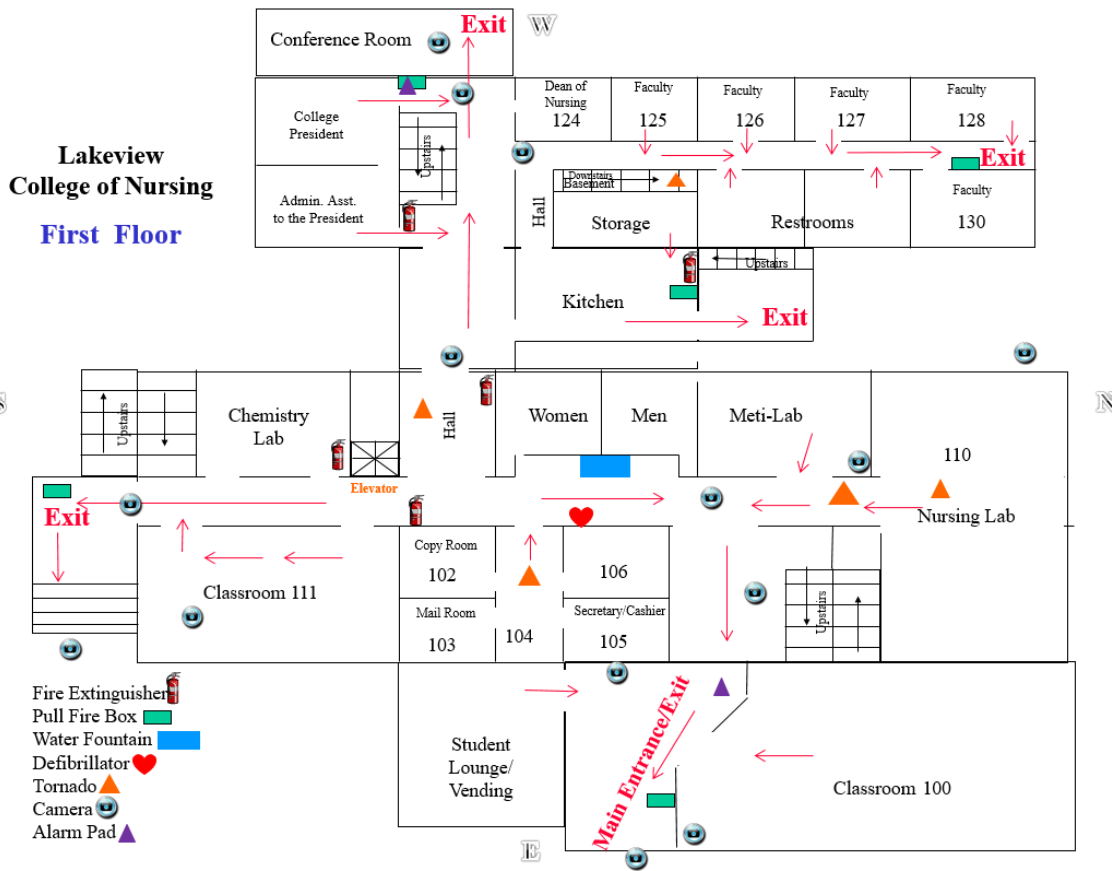 W
Conference Room
Exit
Lakeview
College of Nursing
First Floor
College
President
Upstairs
Admin. Asst.
to the President
Dean of
Nursing
124
Faculty
125
Faculty
126
Faculty
127
Faculty
128
Exit
Downstairs
Basement
Hall
Storage
Restrooms
Faculty
130
Kitchen
Upstairs
Exit
S
N
Upstairs
Chemistry
Lab
Hall
Women
Men
Meti-Lab
110
Nursing Lab
Elevator
Exit
Classroom 111
Copy Room
102
106
Mail Room
103
104
Secretary/Cashier
105
Upstairs
Main Entrance/Exit
Student
Lounge/
Vending
Classroom 100
E
Fire Extinguisher
Pull Fire Box
Water Fountain
Defibrillator
Tornado
Camera
Alarm Pad